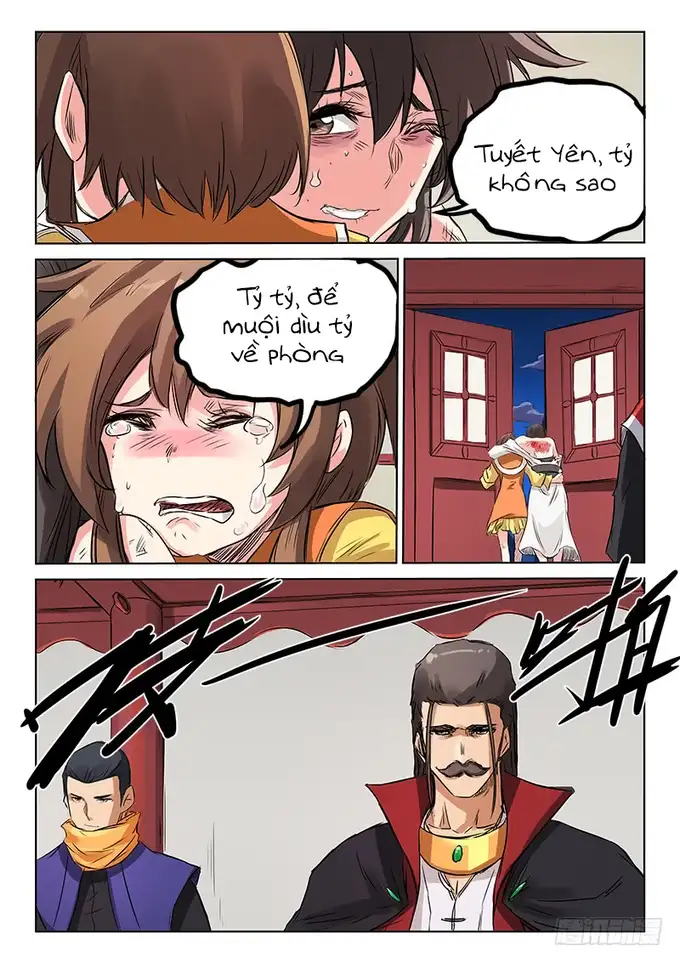 Tuyết Yên, tỷ
không sao
Tỷ tỷ, để
muội dìu tỷ
về phòng